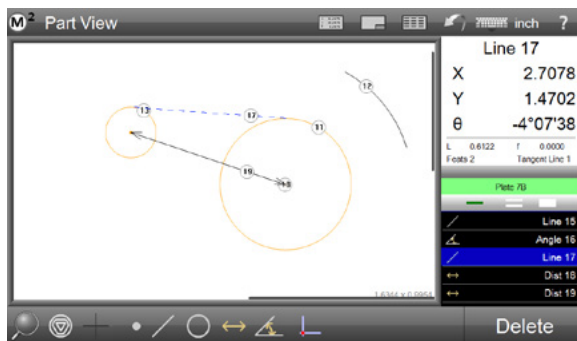 M2 Part View inch ?
Line 17
X 2.7078
Y 1.4702
θ -4°07'38
L 0.6122 f 0.0000
Feats 2 Tangent Line 1
Plate 7B
Line 15
Angle 16
Line 17
Dist 18
Dist 19
13
17
11
12
19
1.6344 x 0.9954
Delete